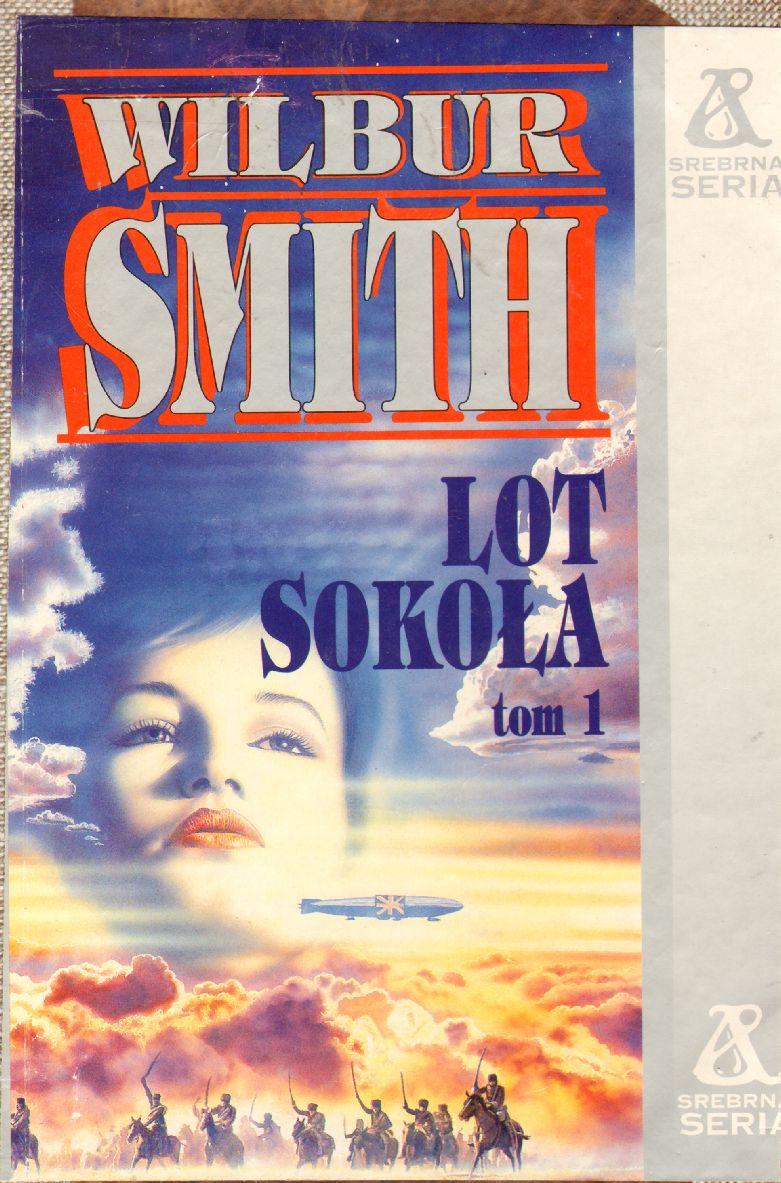 WILBUR
SMITH
LOT
SOKOŁA
tom 1
SREBRNA
SERIA
SREBRNA
SERIA